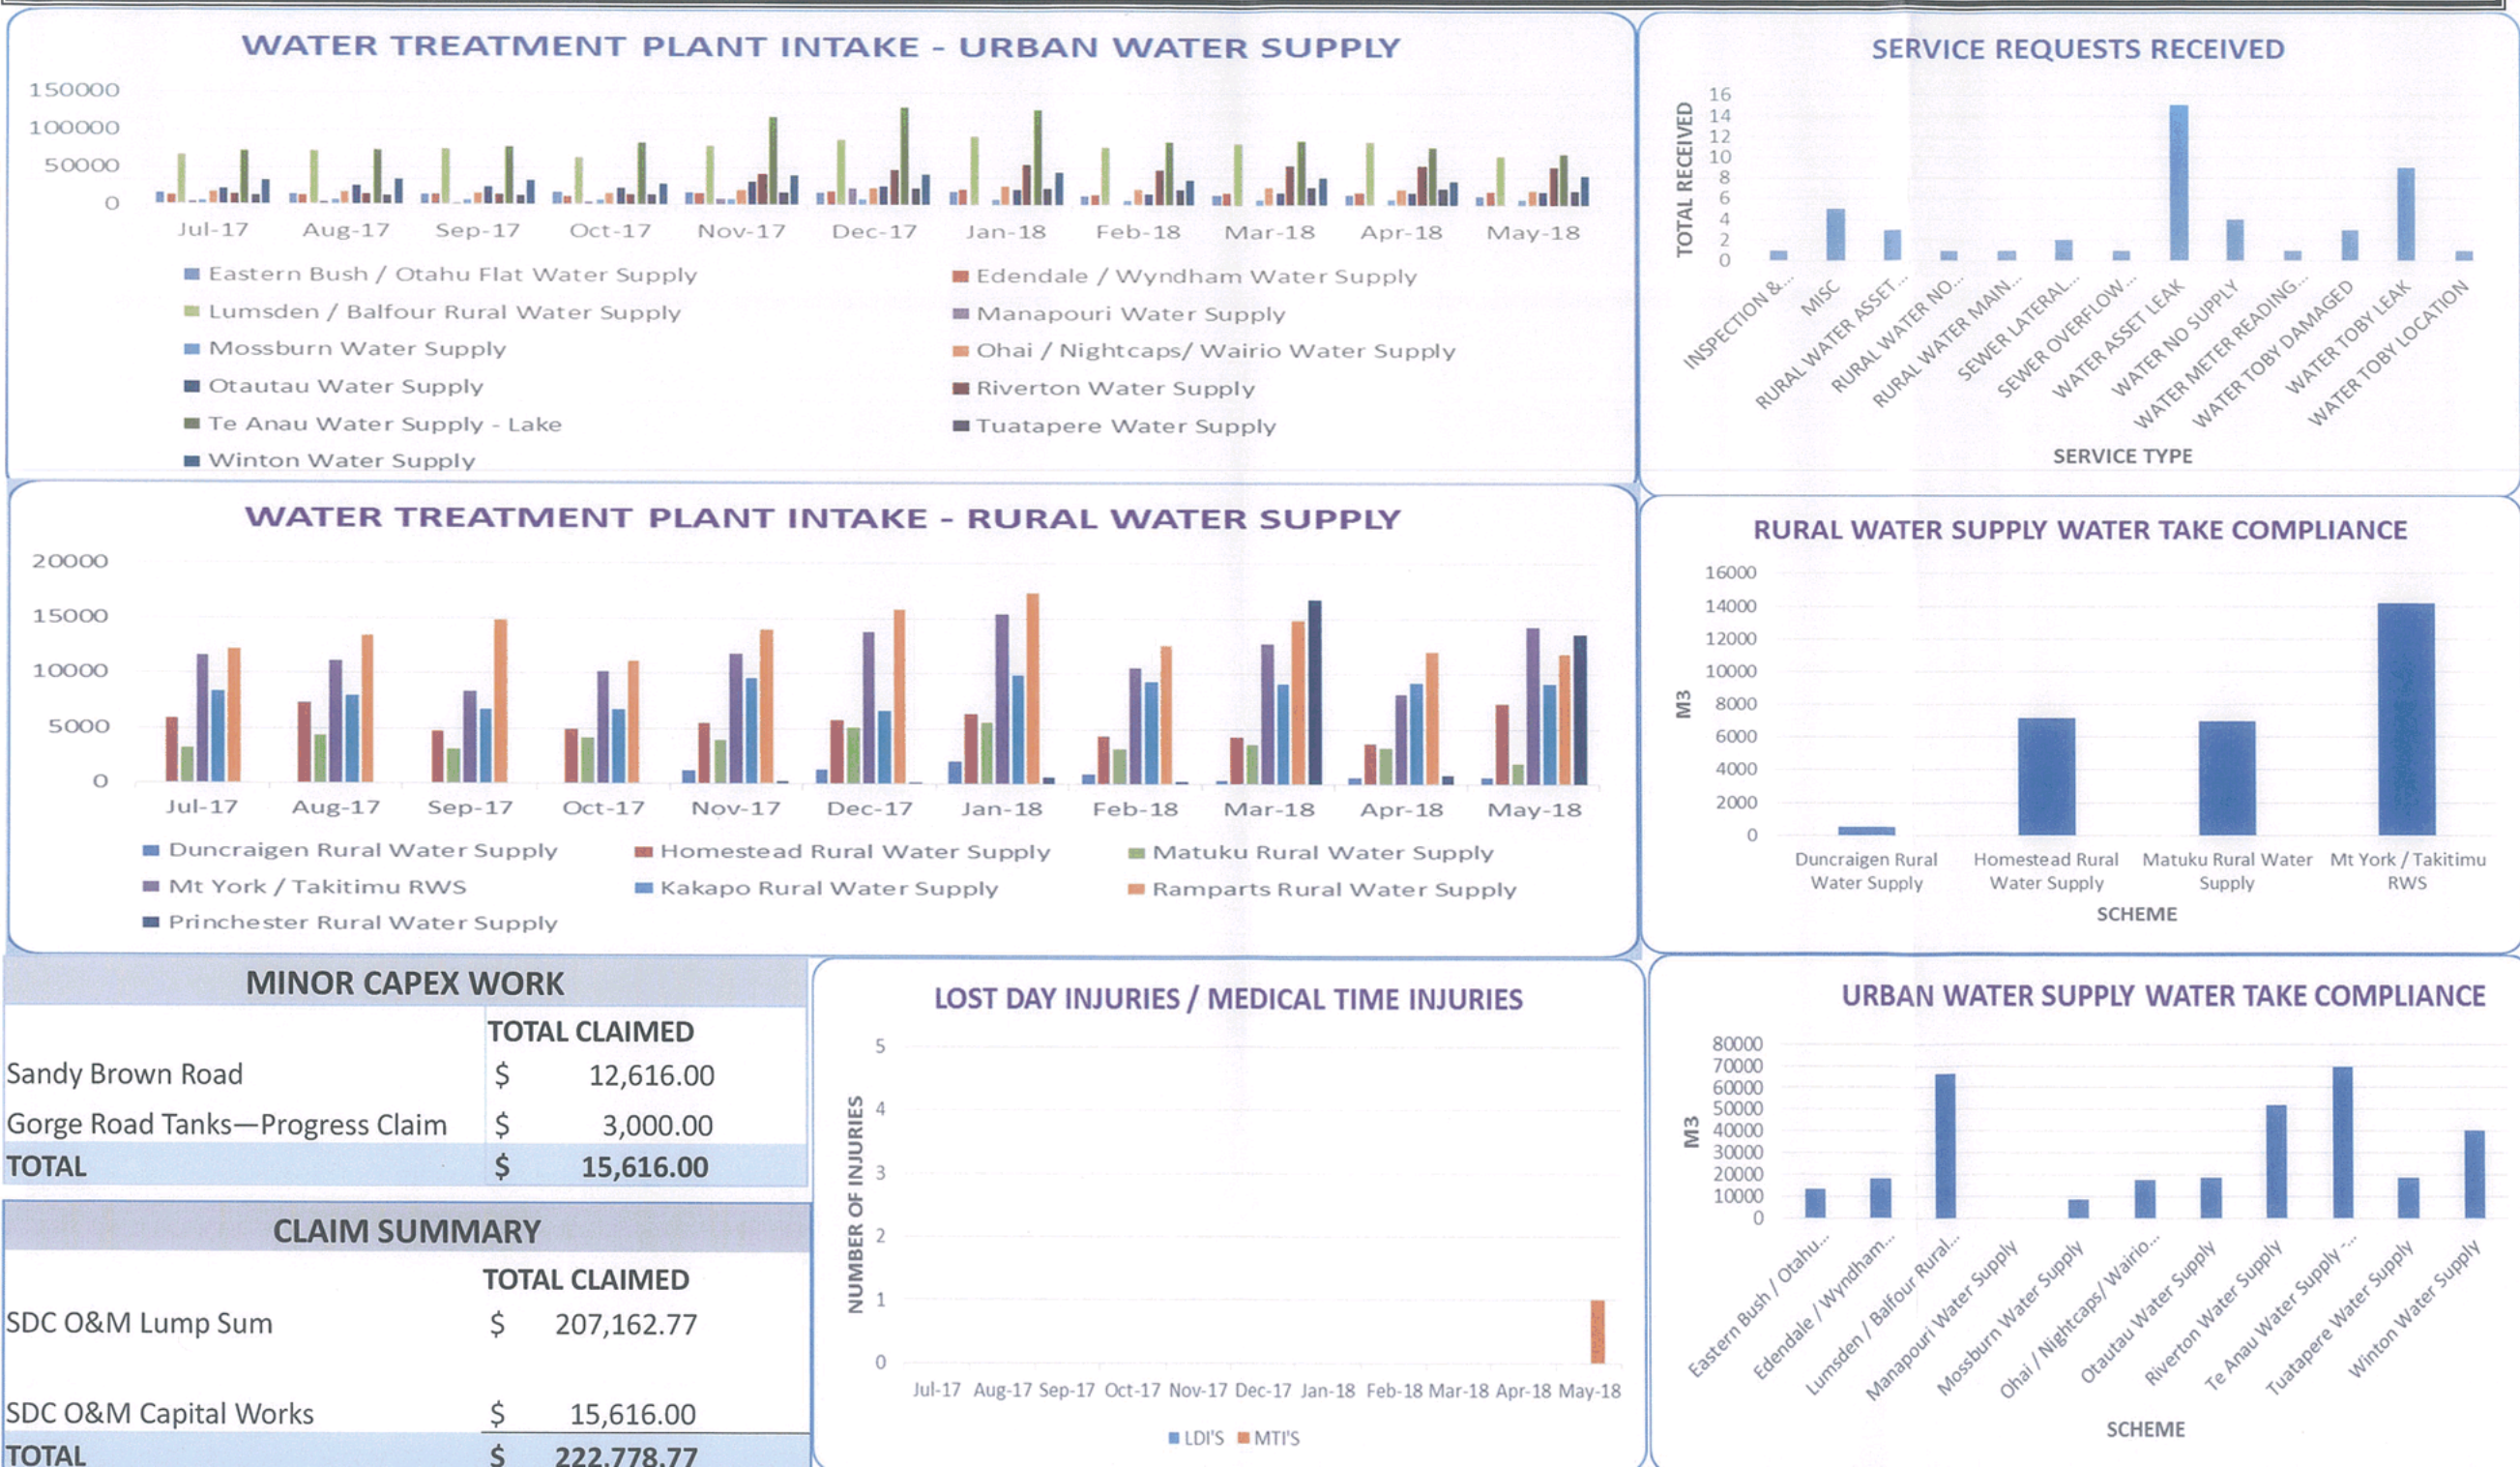 WATER TREATMENT PLANT INTAKE - URBAN WATER SUPPLY
150000
100000
50000
0
Jul-17 Aug-17 Sep-17 Oct-17 Nov-17 Dec-17 Jan-18 Feb-18 Mar-18 Apr-18 May-18
Eastern Bush / Otahu Flat Water Supply Edendale / Wyndham Water Supply
Lumsden / Balfour Rural Water Supply Manapouri Water Supply
Mossburn Water Supply Ohai / Nightcaps/ Wairio Water Supply
Otautau Water Supply Riverton Water Supply
Te Anau Water Supply - Lake Tuatapere Water Supply
Winton Water Supply
SERVICE REQUESTS RECEIVED
TOTAL RECEIVED
16
14
12
10
8
6
4
2
0
INSPECTION &...
MISC
RURAL WATER ASSET...
RURAL WATER NO...
RURAL WATER MAIN...
SEWER LATERAL...
SEWER OVERFLOW...
WATER ASSET LEAK
WATER NO SUPPLY
WATER METER READING...
WATER TOBY DAMAGED
WATER TOBY LEAK
WATER TOBY LOCATION
SERVICE TYPE
WATER TREATMENT PLANT INTAKE - RURAL WATER SUPPLY
20000
15000
10000
5000
0
Jul-17 Aug-17 Sep-17 Oct-17 Nov-17 Dec-17 Jan-18 Feb-18 Mar-18 Apr-18 May-18
Duncraigen Rural Water Supply Homestead Rural Water Supply Matuku Rural Water Supply
Mt York / Takitimu RWS Kakapo Rural Water Supply Ramparts Rural Water Supply
Princhester Rural Water Supply
RURAL WATER SUPPLY WATER TAKE COMPLIANCE
M3
16000
14000
12000
10000
8000
6000
4000
2000
0
Duncraigen Rural Homestead Rural Matuku Rural Water Mt York / Takitimu
Water Supply Water Supply Supply RWS
SCHEME
MINOR CAPEX WORK
TOTAL CLAIMED
Sandy Brown Road $ 12,616.00
Gorge Road Tanks—Progress Claim $ 3,000.00
TOTAL $ 15,616.00
CLAIM SUMMARY
TOTAL CLAIMED
SDC O&M Lump Sum $ 207,162.77
SDC O&M Capital Works $ 15,616.00
TOTAL $ 222,778.77
LOST DAY INJURIES / MEDICAL TIME INJURIES
NUMBER OF INJURIES
5
4
3
2
1
0
Jul-17 Aug-17 Sep-17 Oct-17 Nov-17 Dec-17 Jan-18 Feb-18 Mar-18 Apr-18 May-18
LDI'S MTI'S
URBAN WATER SUPPLY WATER TAKE COMPLIANCE
M3
80000
70000
60000
50000
40000
30000
20000
10000
0
Eastern Bush / Otahu...
Edendale / Wyndham...
Lumsden / Balfour Rural...
Manapouri Water Supply
Mossburn Water Supply
Ohai / Nightcaps/ Wairio...
Otautau Water Supply
Riverton Water Supply
Te Anau Water Supply -...
Tuatapere Water Supply
Winton Water Supply
SCHEME